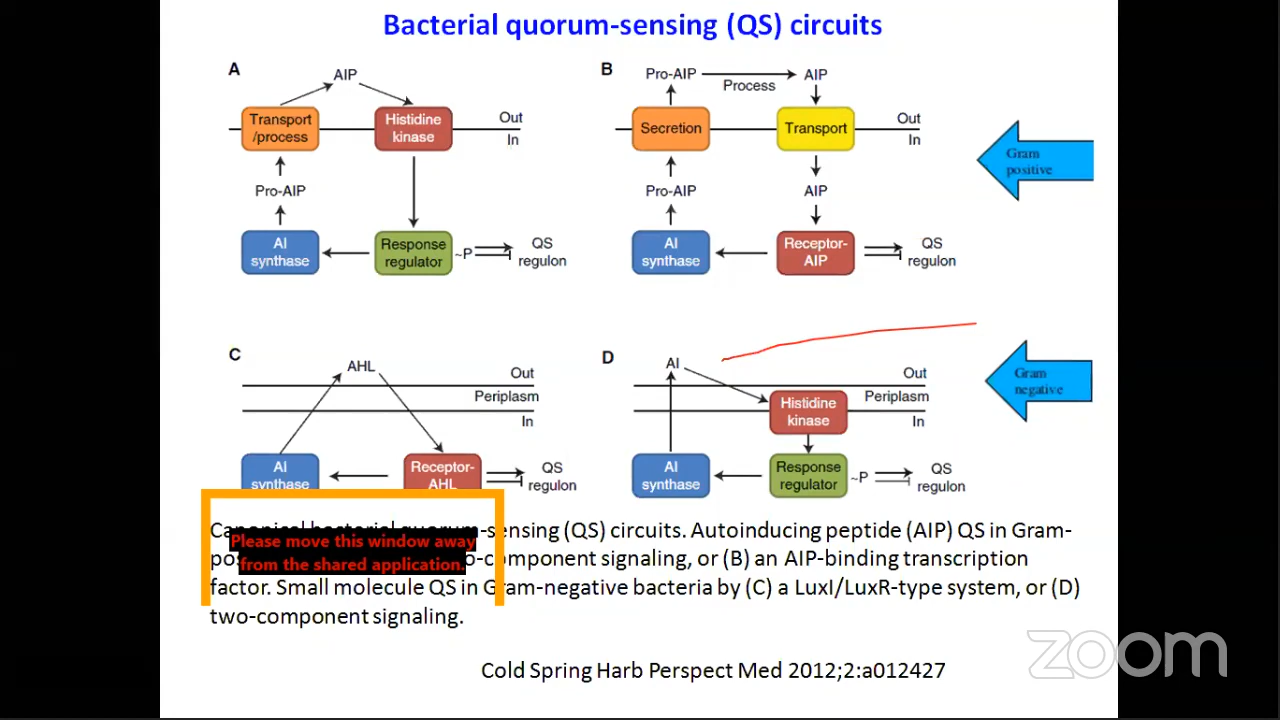 Bacterial quorum-sensing (QS) circuits
A
AIP
Transport
/process
Histidine
kinase
Out
In
Pro-AIP
AI
synthase
Response
regulator
~P
QS
regulon
B
Pro-AIP
Process
AIP
Secretion
Transport
Out
In
Pro-AIP
AIP
AI
synthase
Receptor-
AIP
QS
regulon
Gram
positive
C
AHL
Out
Periplasm
In
AI
synthase
Receptor-
AHL
QS
regulon
D
AI
Out
Periplasm
In
Histidine
kinase
AI
synthase
Response
regulator
~P
QS
regulon
Gram
negative
Canonical bacterial quorum-sensing (QS) circuits. Autoinducing peptide (AIP) QS in Gram-
two-component signaling, or (B) an AIP-binding transcription
factor. Small molecule QS in Gram-negative bacteria by (C) a LuxI/LuxR-type system, or (D)
two-component signaling.
Please move this window away
from the shared application.
Cold Spring Harb Perspect Med 2012;2:a012427
zoom